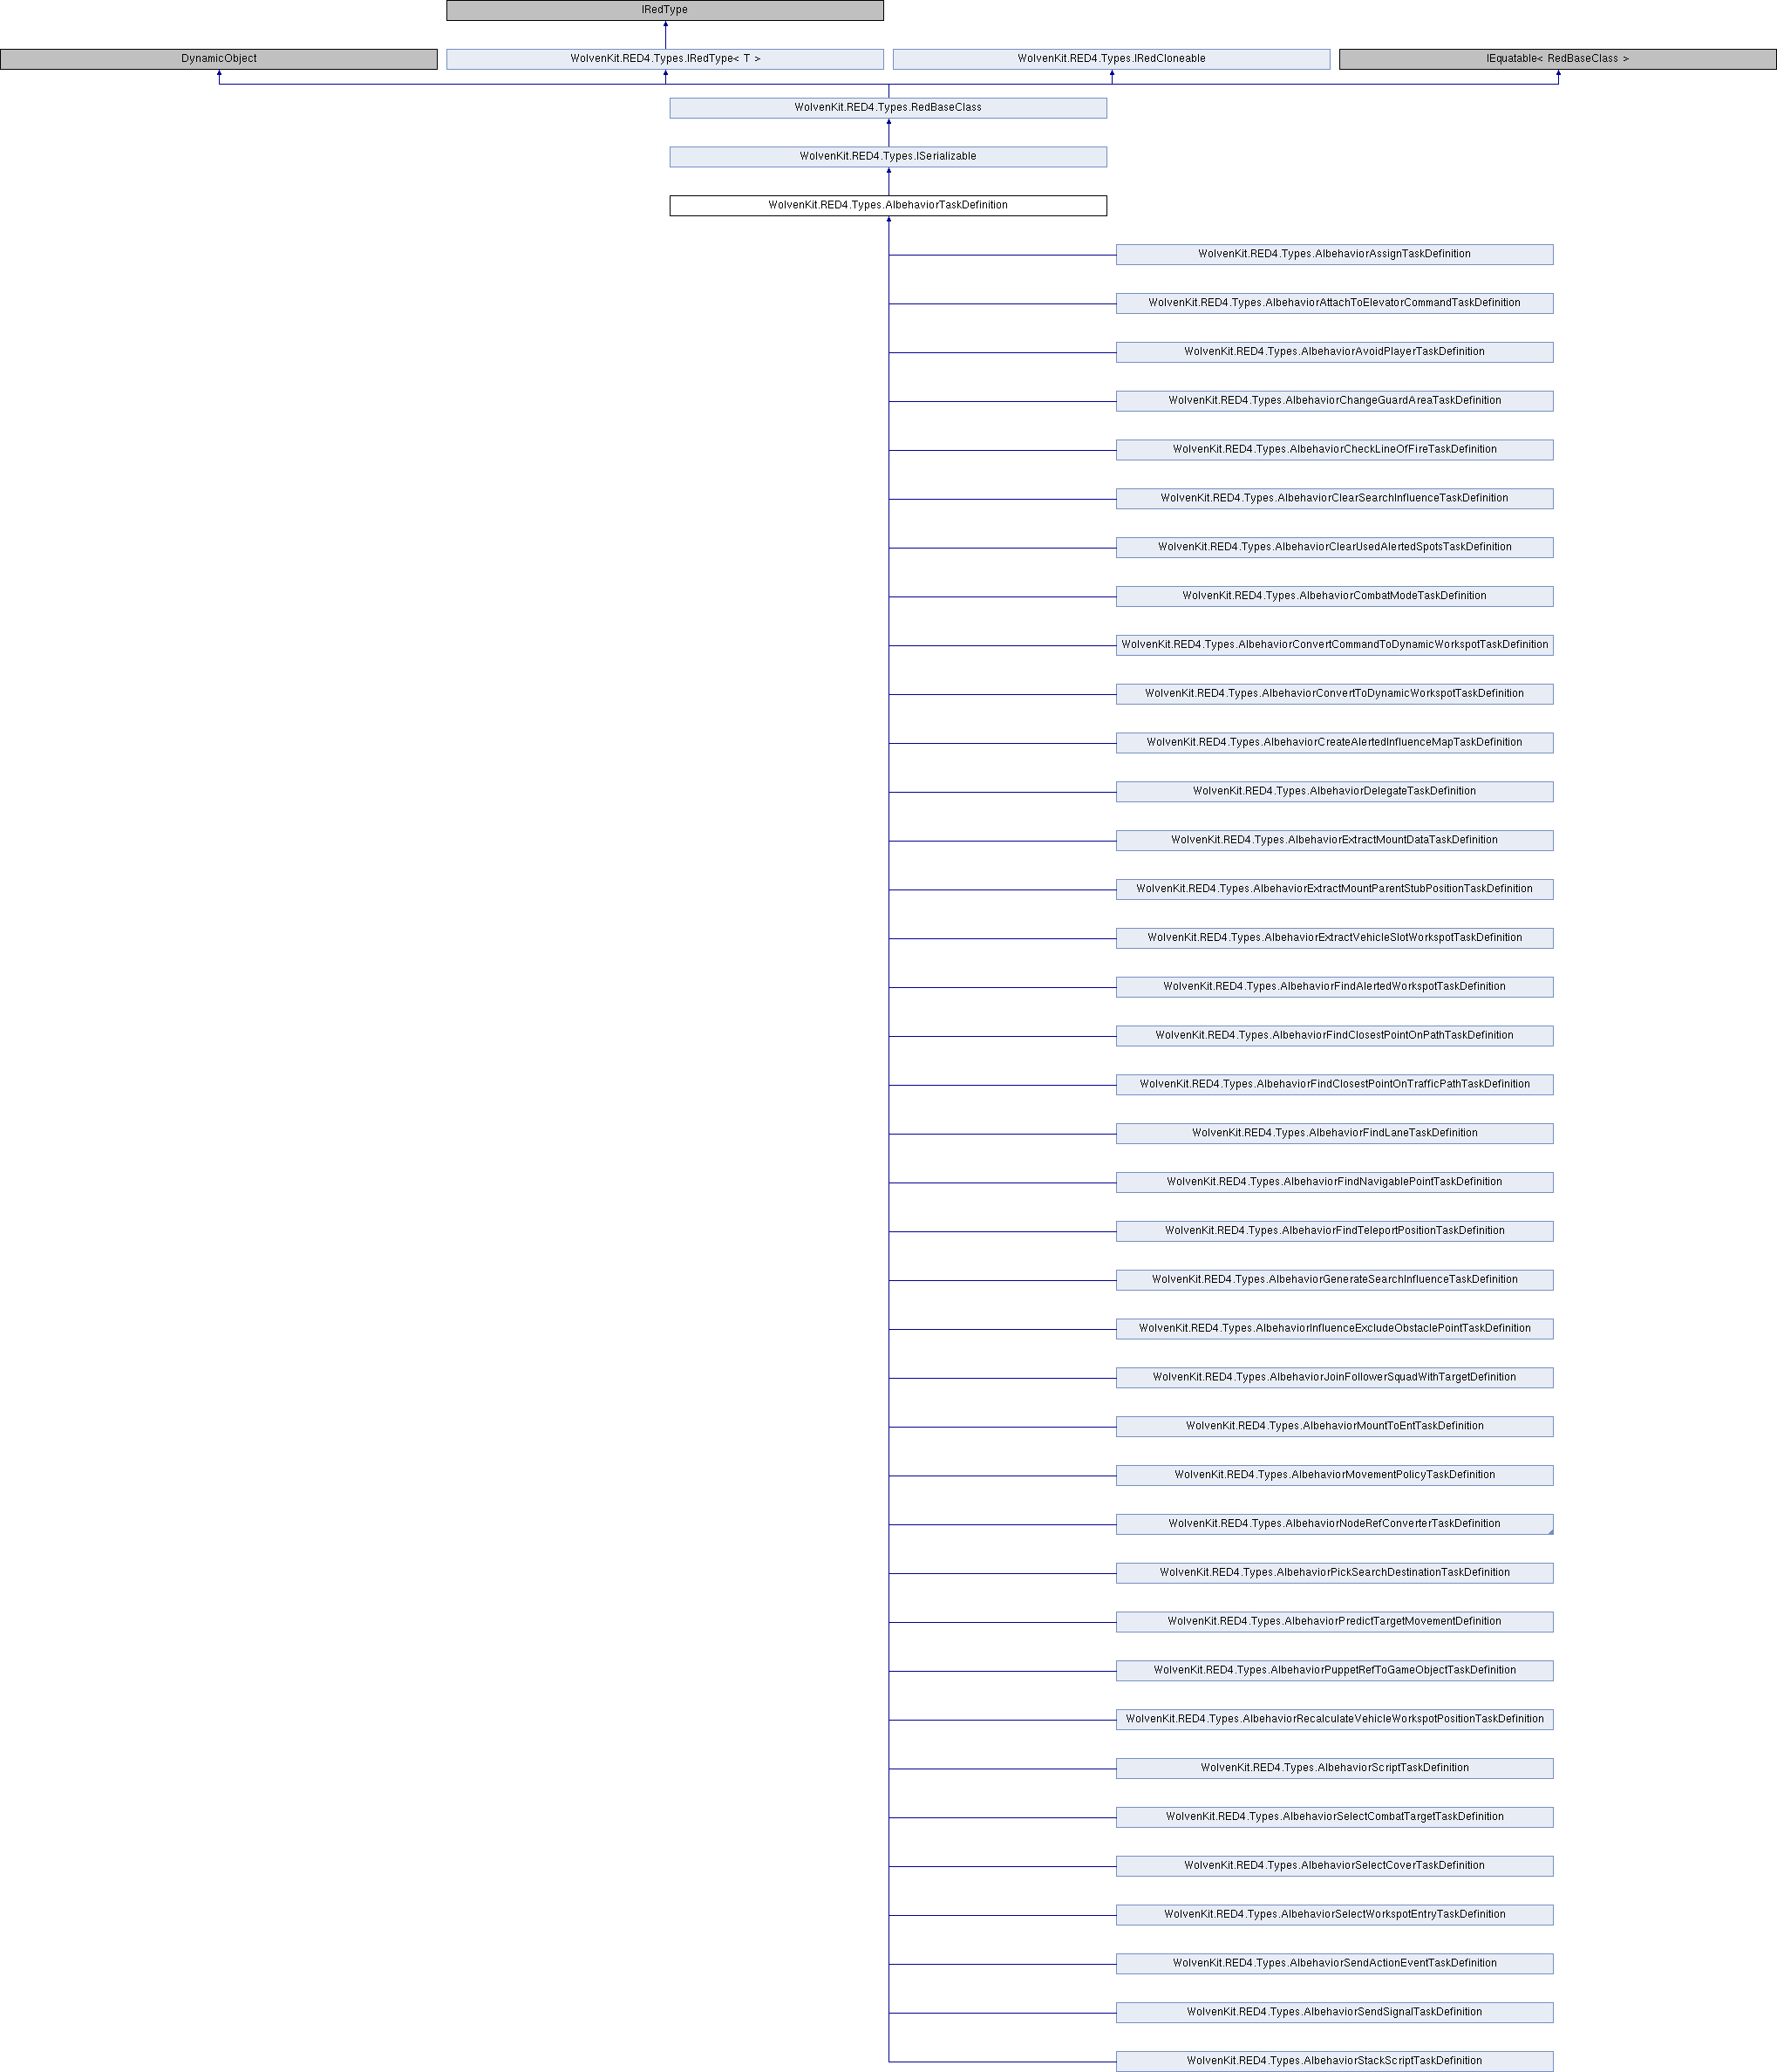 IRedType
DynamicObject
WolvenKit.RED4.Types.IRedType< T >
WolvenKit.RED4.Types.IRedCloneable
IEquatable< RedBaseClass >
WolvenKit.RED4.Types.RedBaseClass
WolvenKit.RED4.Types.ISerializable
WolvenKit.RED4.Types.AIbehaviorTaskDefinition
WolvenKit.RED4.Types.AIbehaviorAssignTaskDefinition
WolvenKit.RED4.Types.AIbehaviorAttachToElevatorCommandTaskDefinition
WolvenKit.RED4.Types.AIbehaviorAvoidPlayerTaskDefinition
WolvenKit.RED4.Types.AIbehaviorChangeGuardAreaTaskDefinition
WolvenKit.RED4.Types.AIbehaviorCheckLineOfFireTaskDefinition
WolvenKit.RED4.Types.AIbehaviorClearSearchInfluenceTaskDefinition
WolvenKit.RED4.Types.AIbehaviorClearUsedAlertedSpotsTaskDefinition
WolvenKit.RED4.Types.AIbehaviorCombatModeTaskDefinition
WolvenKit.RED4.Types.AIbehaviorConvertCommandToDynamicWorkspotTaskDefinition
WolvenKit.RED4.Types.AIbehaviorConvertToDynamicWorkspotTaskDefinition
WolvenKit.RED4.Types.AIbehaviorCreateAlertedInfluenceMapTaskDefinition
WolvenKit.RED4.Types.AIbehaviorDelegateTaskDefinition
WolvenKit.RED4.Types.AIbehaviorExtractMountDataTaskDefinition
WolvenKit.RED4.Types.AIbehaviorExtractMountParentStubPositionTaskDefinition
WolvenKit.RED4.Types.AIbehaviorExtractVehicleSlotWorkspotTaskDefinition
WolvenKit.RED4.Types.AIbehaviorFindAlertedWorkspotTaskDefinition
WolvenKit.RED4.Types.AIbehaviorFindClosestPointOnPathTaskDefinition
WolvenKit.RED4.Types.AIbehaviorFindClosestPointOnTrafficPathTaskDefinition
WolvenKit.RED4.Types.AIbehaviorFindLaneTaskDefinition
WolvenKit.RED4.Types.AIbehaviorFindNavigablePointTaskDefinition
WolvenKit.RED4.Types.AIbehaviorFindTeleportPositionTaskDefinition
WolvenKit.RED4.Types.AIbehaviorGenerateSearchInfluenceTaskDefinition
WolvenKit.RED4.Types.AIbehaviorInfluenceExcludeObstaclePointTaskDefinition
WolvenKit.RED4.Types.AIbehaviorJoinFollowerSquadWithTargetDefinition
WolvenKit.RED4.Types.AIbehaviorMountToEntTaskDefinition
WolvenKit.RED4.Types.AIbehaviorMovementPolicyTaskDefinition
WolvenKit.RED4.Types.AIbehaviorNodeRefConverterTaskDefinition
WolvenKit.RED4.Types.AIbehaviorPickSearchDestinationTaskDefinition
WolvenKit.RED4.Types.AIbehaviorPredictTargetMovementDefinition
WolvenKit.RED4.Types.AIbehaviorPuppetRefToGameObjectTaskDefinition
WolvenKit.RED4.Types.AIbehaviorRecalculateVehicleWorkspotPositionTaskDefinition
WolvenKit.RED4.Types.AIbehaviorScriptTaskDefinition
WolvenKit.RED4.Types.AIbehaviorSelectCombatTargetTaskDefinition
WolvenKit.RED4.Types.AIbehaviorSelectCoverTaskDefinition
WolvenKit.RED4.Types.AIbehaviorSelectWorkspotEntryTaskDefinition
WolvenKit.RED4.Types.AIbehaviorSendActionEventTaskDefinition
WolvenKit.RED4.Types.AIbehaviorSendSignalTaskDefinition
WolvenKit.RED4.Types.AIbehaviorStackScriptTaskDefinition